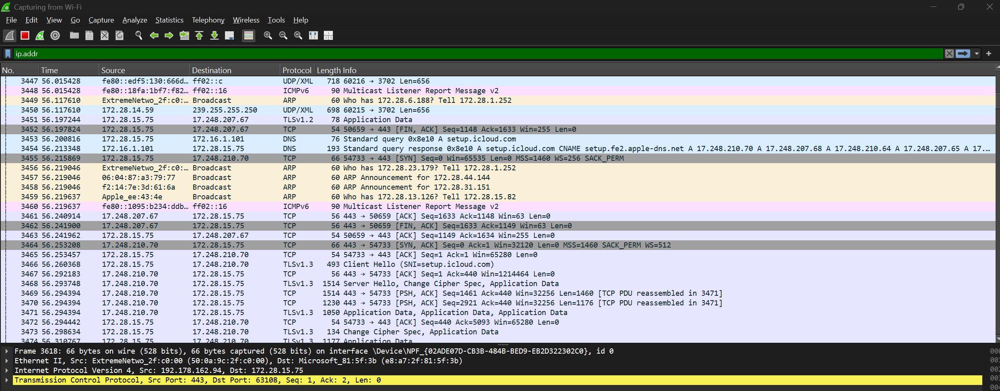 Capturing from Wi-Fi
File Edit View Go Capture Analyze Statistics Telephony Wireless Tools Help
ip.addr
No. Time Source Destination Protocol Length Info
3447 56.015428 fe80::edf5:130:666d… ff02::c UDP/XML 718 60216 → 3702 Len=656
3448 56.015428 fe80::18fa:1bf7:f82… ff02::16 ICMPv6 90 Multicast Listener Report Message v2
3449 56.117610 ExtremeNetwo_2f:c0:… Broadcast ARP 60 Who has 172.28.6.188? Tell 172.28.1.252
3450 56.117610 172.28.14.59 239.255.255.250 UDP/XML 698 60215 → 3702 Len=656
3451 56.197244 172.28.15.75 17.248.207.67 TLSv1.2 78 Application Data
3452 56.197824 172.28.15.75 17.248.207.67 TCP 54 50659 → 443 [FIN, ACK] Seq=1148 Ack=1633 Win=255 Len=0
3453 56.200816 172.28.15.75 172.16.1.101 DNS 76 Standard query 0x8e10 A setup.icloud.com
3454 56.213348 172.16.1.101 172.28.15.75 DNS 193 Standard query response 0x8e10 A setup.icloud.com CNAME setup.fe2.apple-dns.net A 17.248.210.70 A 17.248.207.68 A 17.248.210.64 A 17.248.207.65 A 17.…
3455 56.215869 172.28.15.75 17.248.210.70 TCP 66 54733 → 443 [SYN] Seq=0 Win=65535 Len=0 MSS=1460 WS=256 SACK_PERM
3456 56.219046 ExtremeNetwo_2f:c0:… Broadcast ARP 60 Who has 172.28.23.179? Tell 172.28.1.252
3457 56.219046 06:04:87:a3:79:77 Broadcast ARP 60 ARP Announcement for 172.28.44.144
3458 56.219046 f2:14:7e:3d:61:6a Broadcast ARP 60 ARP Announcement for 172.28.31.151
3459 56.219637 Apple_ee:43:4e Broadcast ARP 60 Who has 172.28.13.126? Tell 172.28.15.82
3460 56.219637 fe80::1095:b234:ddb… ff02::16 ICMPv6 90 Multicast Listener Report Message v2
3461 56.240914 17.248.207.67 172.28.15.75 TCP 56 443 → 50659 [ACK] Seq=1633 Ack=1148 Win=63 Len=0
3462 56.241900 17.248.207.67 172.28.15.75 TCP 56 443 → 50659 [FIN, ACK] Seq=1633 Ack=1149 Win=63 Len=0
3463 56.241962 172.28.15.75 17.248.207.67 TCP 54 50659 → 443 [ACK] Seq=1149 Ack=1634 Win=255 Len=0
3464 56.253208 17.248.210.70 172.28.15.75 TCP 66 443 → 54733 [SYN, ACK] Seq=0 Ack=1 Win=32120 Len=0 MSS=1460 SACK_PERM WS=512
3465 56.253457 172.28.15.75 17.248.210.70 TCP 54 54733 → 443 [ACK] Seq=1 Ack=1 Win=65280 Len=0
3466 56.260368 172.28.15.75 17.248.210.70 TLSv1.3 493 Client Hello (SNI=setup.icloud.com)
3467 56.292183 17.248.210.70 172.28.15.75 TCP 56 443 → 54733 [ACK] Seq=1 Ack=440 Win=1214464 Len=0
3468 56.293748 17.248.210.70 172.28.15.75 TLSv1.3 1514 Server Hello, Change Cipher Spec, Application Data
3469 56.294394 17.248.210.70 172.28.15.75 TCP 1514 443 → 54733 [PSH, ACK] Seq=1461 Ack=440 Win=32256 Len=1460 [TCP PDU reassembled in 3471]
3470 56.294394 17.248.210.70 172.28.15.75 TCP 1230 443 → 54733 [PSH, ACK] Seq=2921 Ack=440 Win=32256 Len=1176 [TCP PDU reassembled in 3471]
3471 56.294394 17.248.210.70 172.28.15.75 TLSv1.3 1050 Application Data, Application Data, Application Data
3472 56.294442 172.28.15.75 17.248.210.70 TCP 54 54733 → 443 [ACK] Seq=440 Ack=5093 Win=65280 Len=0
3473 56.298634 172.28.15.75 17.248.210.70 TLSv1.3 134 Change Cipher Spec, Application Data
3474 56.310767 172.28.15.75 17.248.210.70 TLSv1.3 1177 Application Data
Frame 3618: 66 bytes on wire (528 bits), 66 bytes captured (528 bits) on interface \Device\NPF_{02ADE07D-CB3B-484B-BED9-EB2D322302C0}, id 0
Ethernet II, Src: ExtremeNetwo_2f:c0:00 (50:0a:9c:2f:c0:00), Dst: Microsoft_81:5f:3b (e8:a7:2f:81:5f:3b)
Internet Protocol Version 4, Src: 192.178.162.94, Dst: 172.28.15.75
Transmission Control Protocol, Src Port: 443, Dst Port: 63108, Seq: 1, Ack: 2, Len: 0